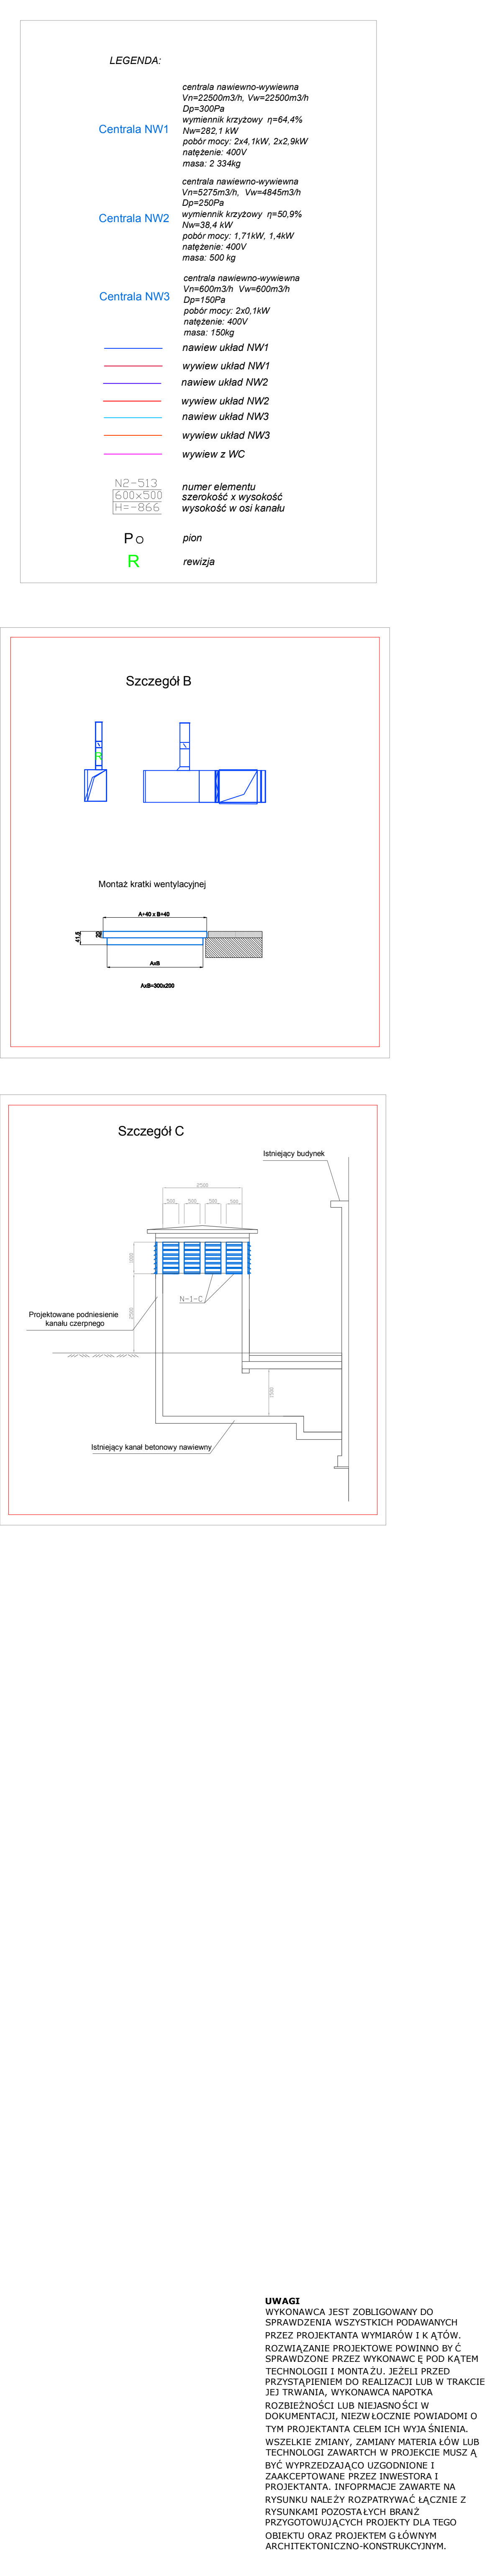 LEGENDA:
Centrala NW1
centrala nawiewno-wywiewna
Vn=22500m3/h, Vw=22500m3/h
Dp=300Pa
wymiennik krzyżowy η=64,4%
Nw=282,1 kW
pobór mocy: 2x4,1kW, 2x2,9kW
natężenie: 400V
masa: 2 334kg
Centrala NW2
centrala nawiewno-wywiewna
Vn=5275m3/h, Vw=4845m3/h
Dp=250Pa
wymiennik krzyżowy η=50,9%
Nw=38,4 kW
pobór mocy: 1,71kW, 1,4kW
natężenie: 400V
masa: 500 kg
Centrala NW3
centrala nawiewno-wywiewna
Vn=600m3/h Vw=600m3/h
Dp=150Pa
pobór mocy: 2x0,1kW
natężenie: 400V
masa: 150kg
nawiew układ NW1
wywiew układ NW1
nawiew układ NW2
wywiew układ NW2
nawiew układ NW3
wywiew układ NW3
wywiew z WC
N2-513
600x500
H=-866
numer elementu
szerokość x wysokość
wysokość w osi kanału
P
pion
R
rewizja
Szczegół B
R
Montaż kratki wentylacyjnej
A+40 x B+40
41,6
20
AxB
AxB=300x200
Szczegół C
Istniejący budynek
2500
500 500 500 500
1000
N-1-C
Projektowane podniesienie
kanału czerpnego
2500
1500
Istniejący kanał betonowy nawiewny
UWAGI
WYKONAWCA JEST ZOBLIGOWANY DO
SPRAWDZENIA WSZYSTKICH PODAWANYCH
PRZEZ PROJEKTANTA WYMIARÓW I K ĄTÓW.
ROZWIĄZANIE PROJEKTOWE POWINNO BY Ć
SPRAWDZONE PRZEZ WYKONAWC Ę POD KĄTEM
TECHNOLOGII I MONTAŻU. JEŻELI PRZED
PRZYSTĄPIENIEM DO REALIZACJI LUB W TRAKCIE
JEJ TRWANIA, WYKONAWCA NAPOTKA
ROZBIEŻNOŚCI LUB NIEJASNOŚCI W
DOKUMENTACJI, NIEZWŁOCZNIE POWIADOMI O
TYM PROJEKTANTA CELEM ICH WYJAŚNIENIA.
WSZELKIE ZMIANY, ZAMIANY MATERIAŁÓW LUB
TECHNOLOGI ZAWARTCH W PROJEKCIE MUSZ Ą
BYĆ WYPRZEDZAJĄCO UZGODNIONE I
ZAAKCEPTOWANE PRZEZ INWESTORA I
PROJEKTANTA. INFOPRMACJE ZAWARTE NA
RYSUNKU NALEŻY ROZPATRYWAĆ ŁĄCZNIE Z
RYSUNKAMI POZOSTAŁYCH BRANŻ
PRZYGOTOWUJĄCYCH PROJEKTY DLA TEGO
OBIEKTU ORAZ PROJEKTEM GŁÓWNYM
ARCHITEKTONICZNO-KONSTRUKCYJNYM.